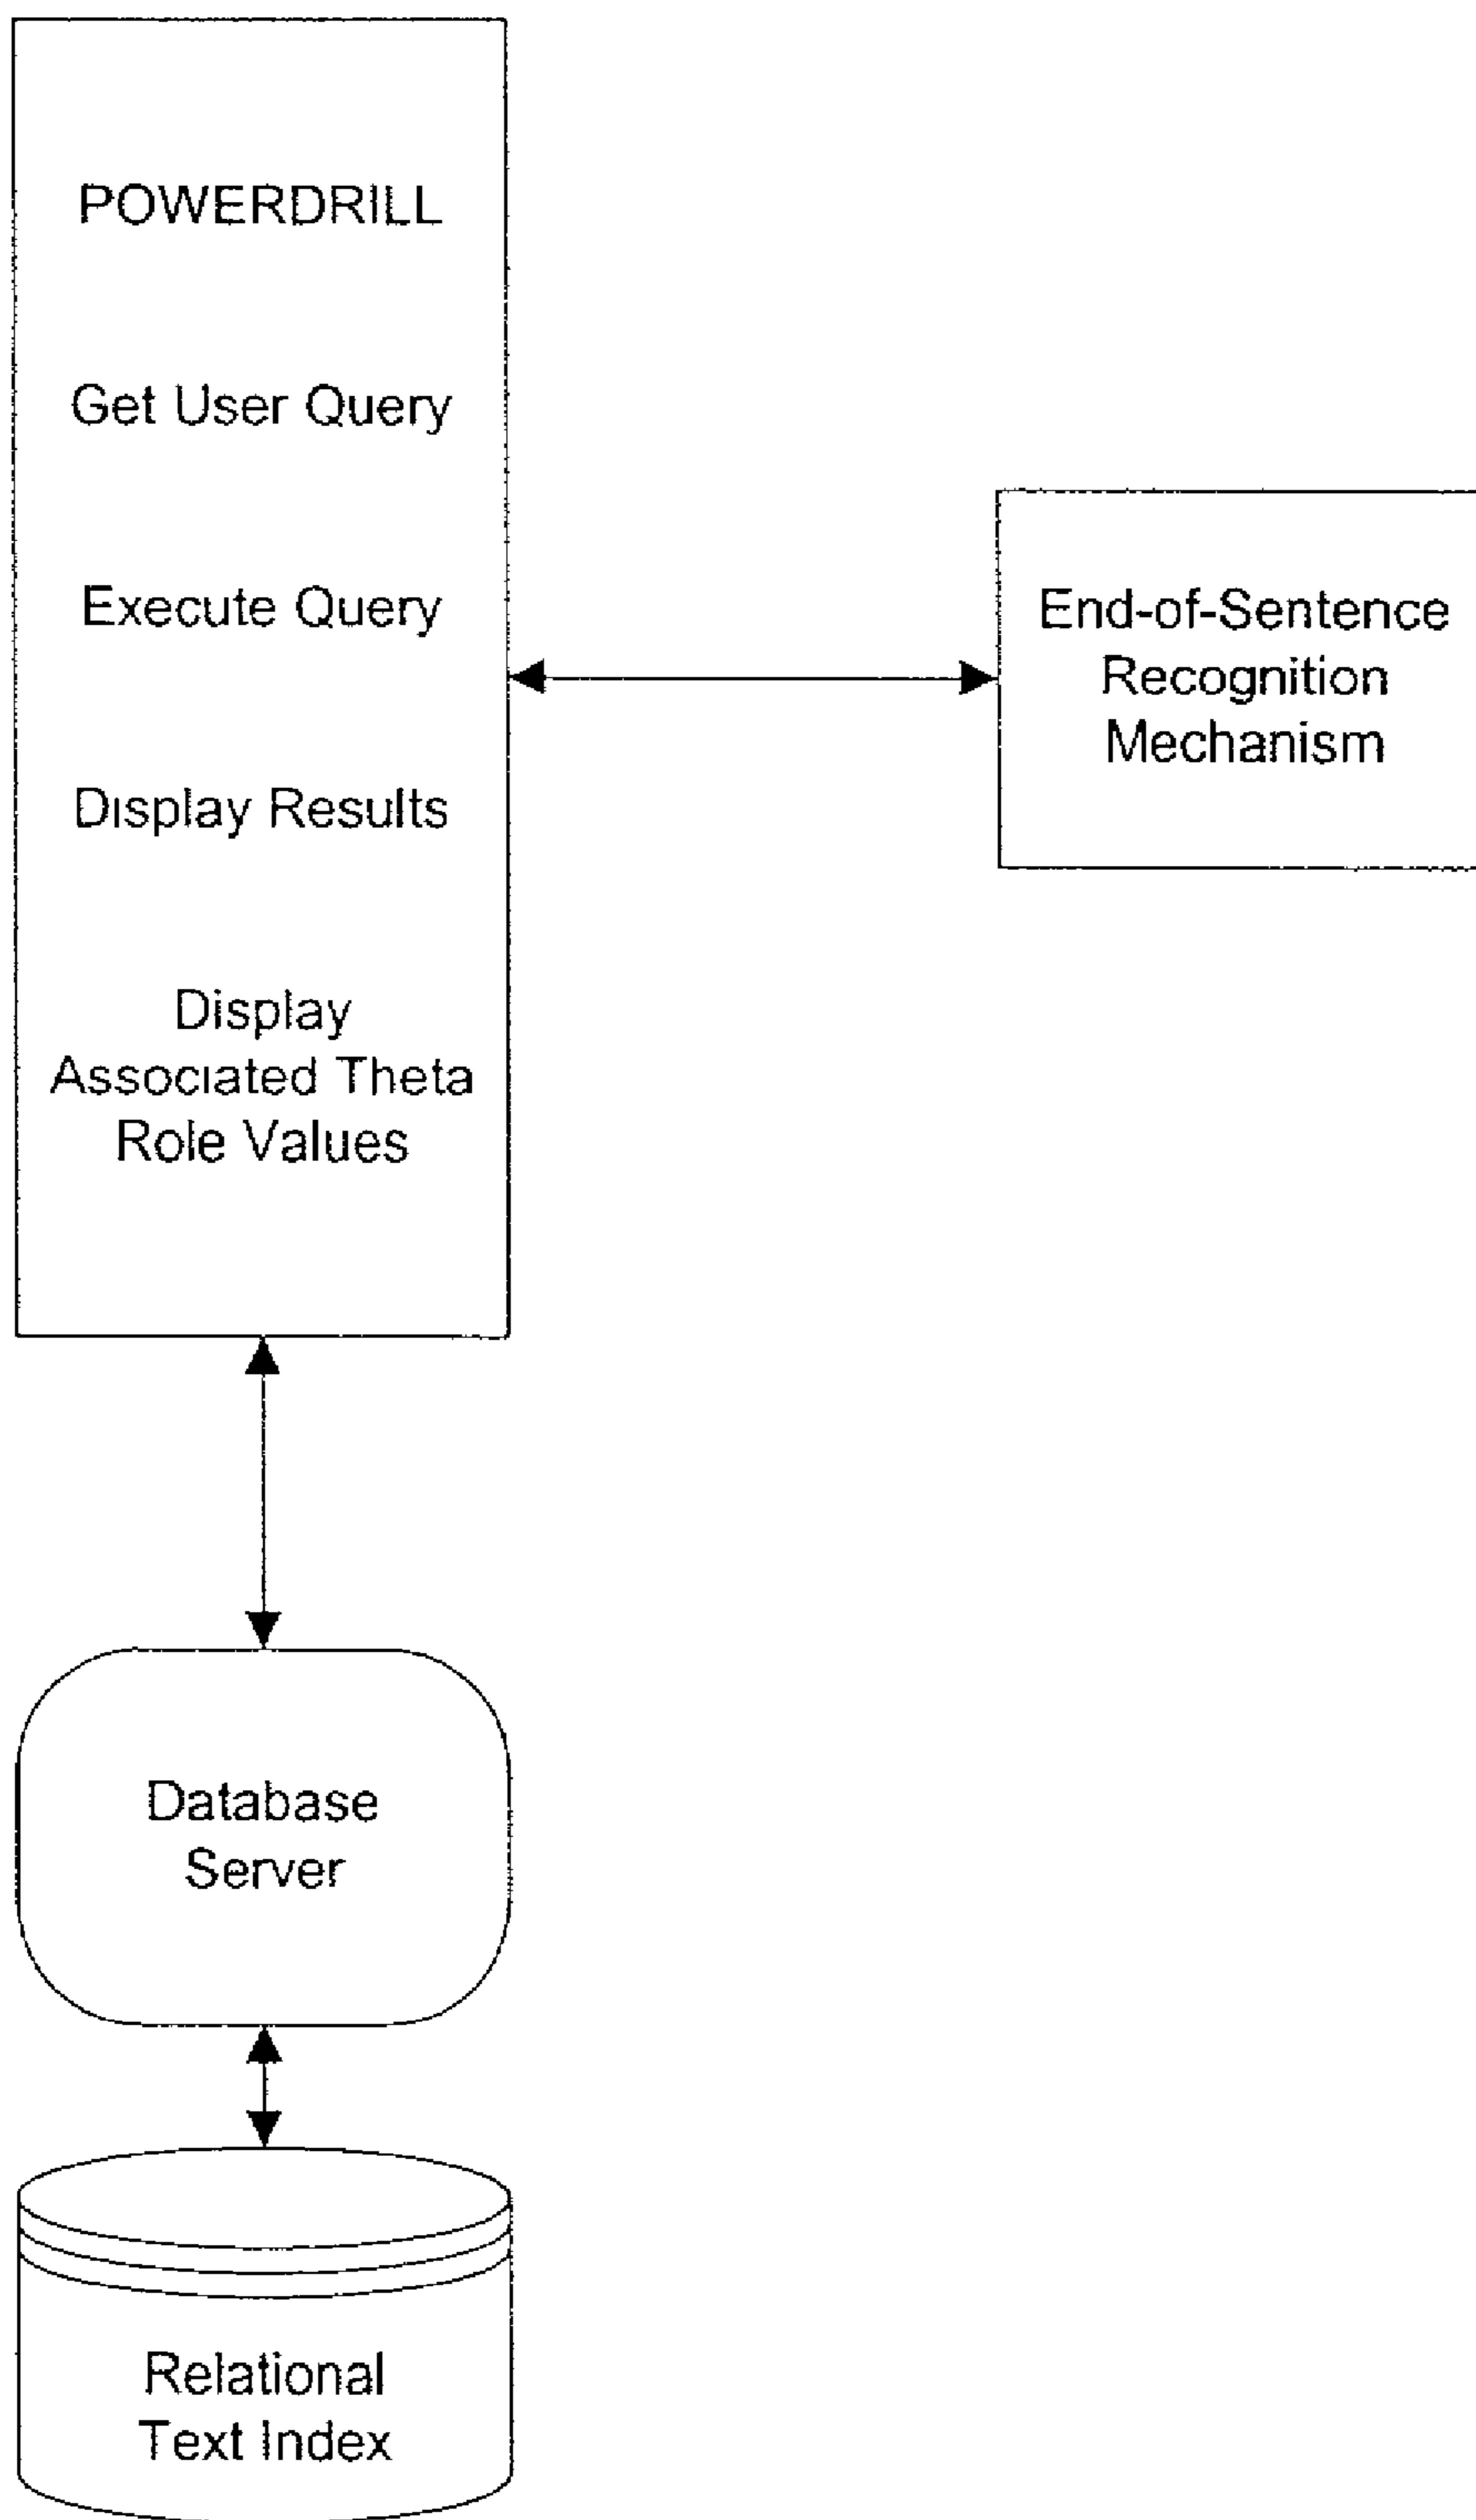 POWERDRILL
Get User Query
Execute Query
Display Results
Display
Associated Theta
Role Values
End-of-Sentence
Recognition
Mechanism
Database
Server
Relational
Text Index